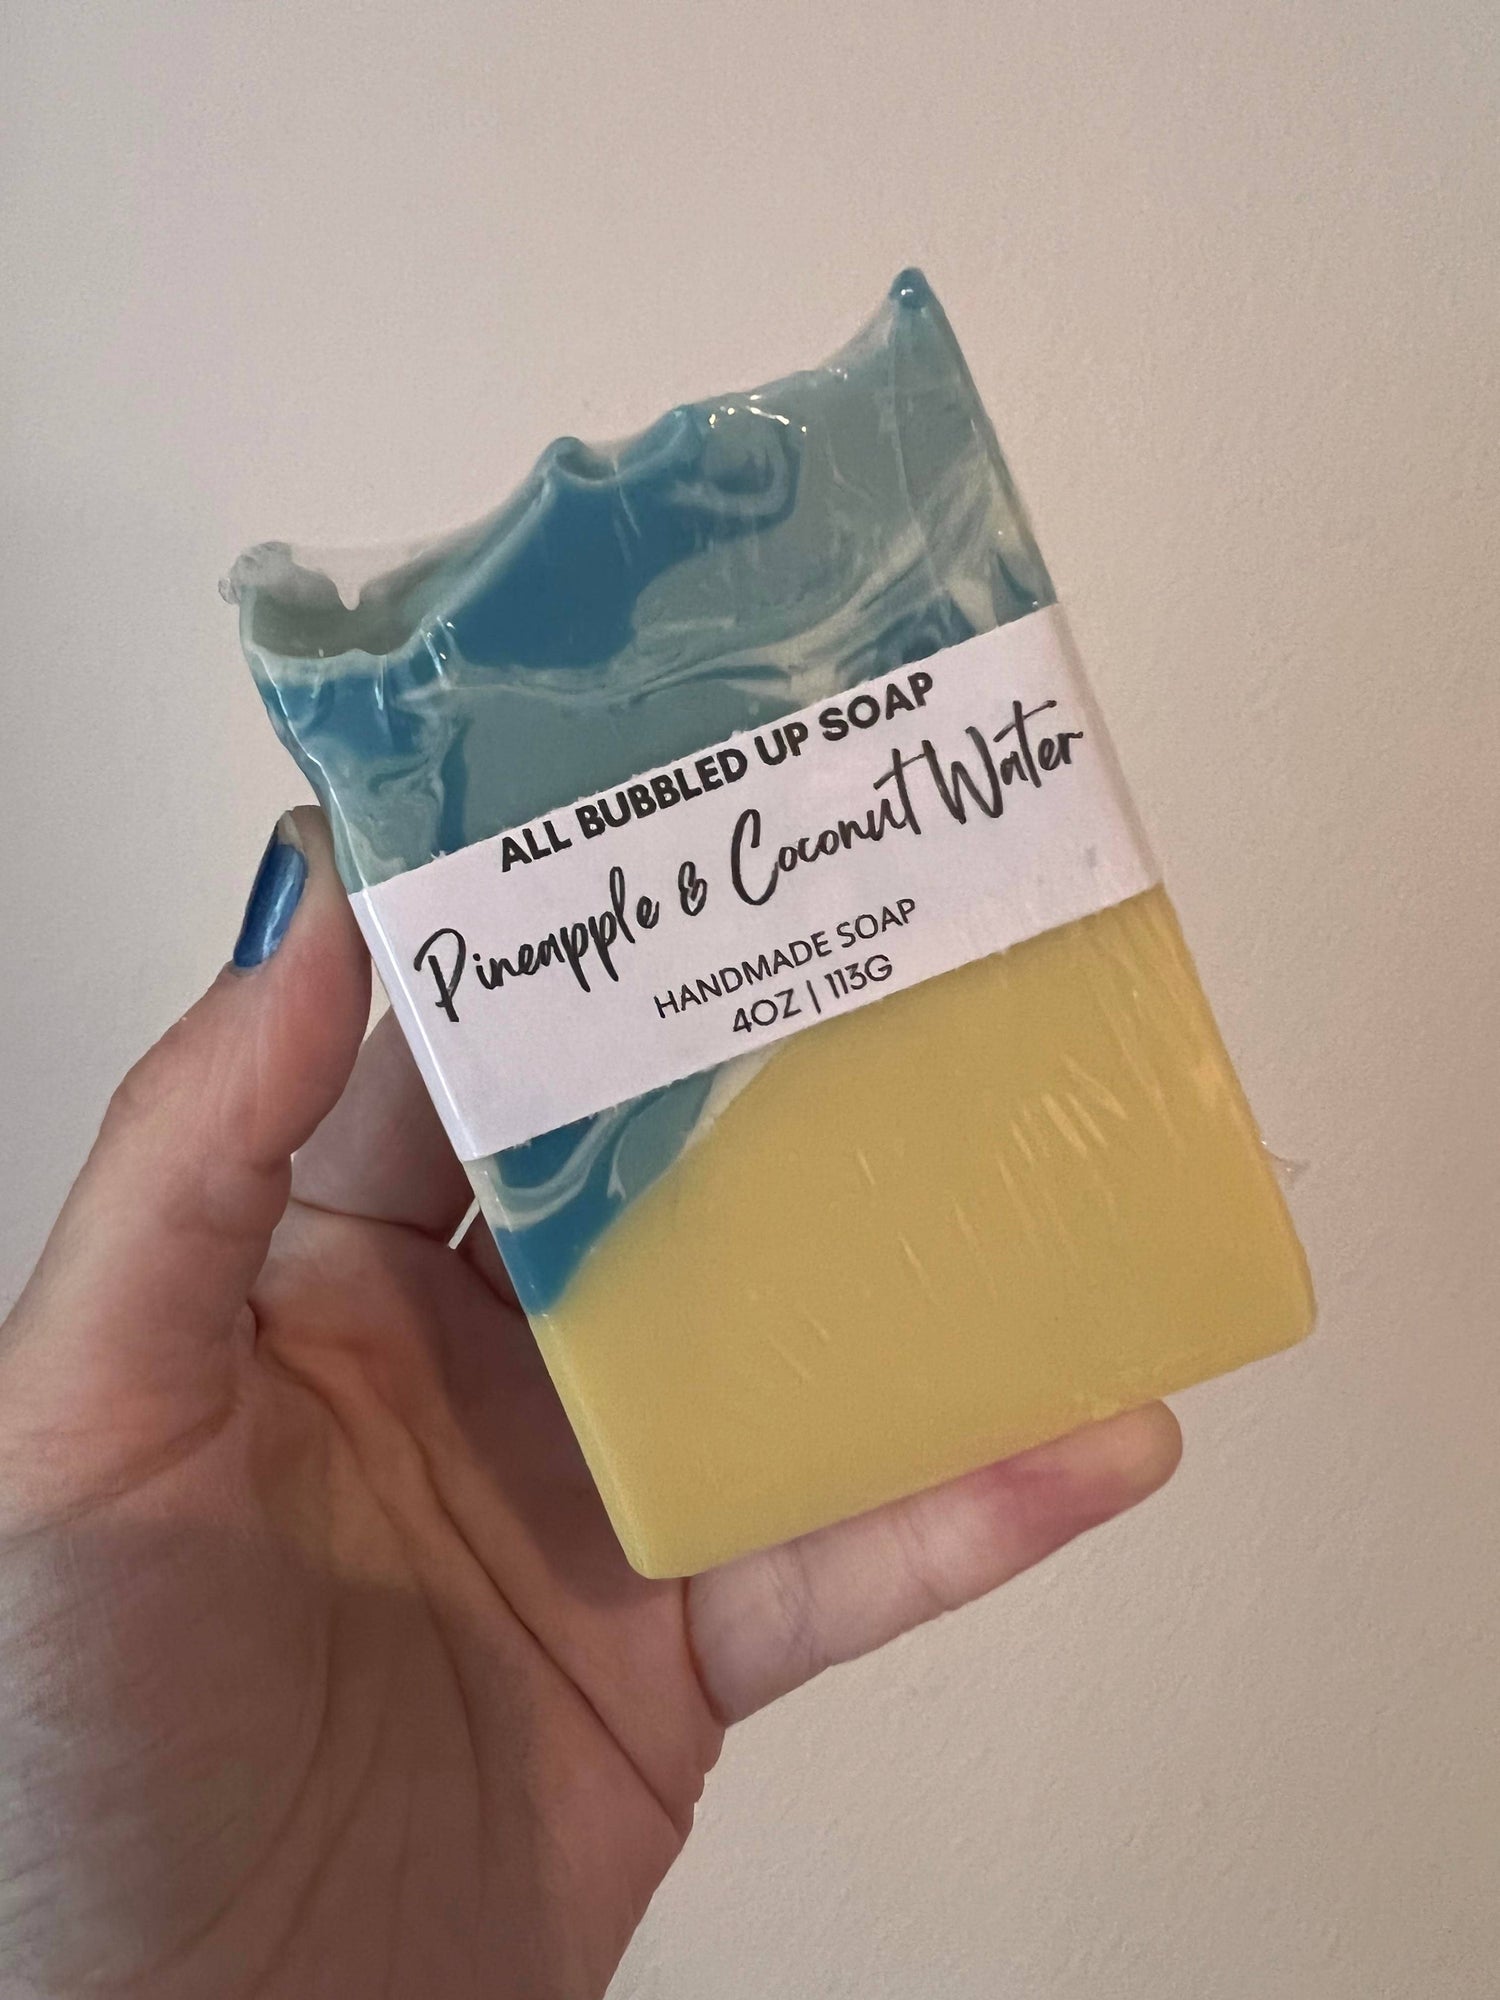 ALL BUBBLED UP SOAP
Pineapple & Coconut Water
HANDMADE SOAP
4OZ | 113G